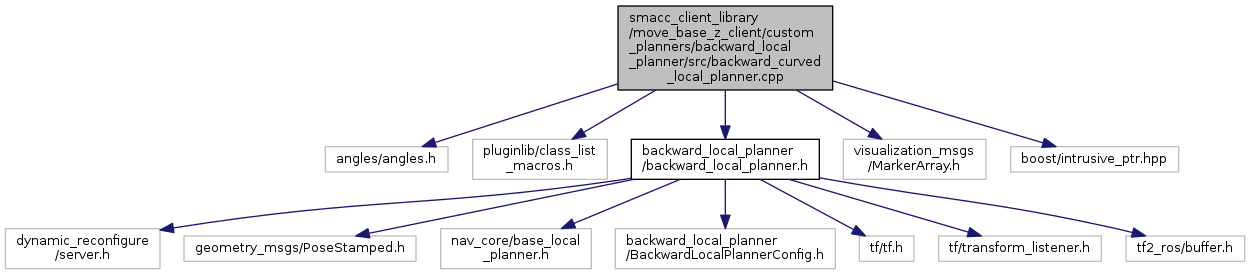 smacc_client_library
/move_base_z_client/custom
_planners/backward_local
_planner/src/backward_curved
_local_planner.cpp
angles/angles.h
pluginlib/class_list
_macros.h
backward_local_planner
/backward_local_planner.h
visualization_msgs
/MarkerArray.h
boost/intrusive_ptr.hpp
dynamic_reconfigure
/server.h
geometry_msgs/PoseStamped.h
nav_core/base_local
_planner.h
backward_local_planner
/BackwardLocalPlannerConfig.h
tf/tf.h
tf/transform_listener.h
tf2_ros/buffer.h